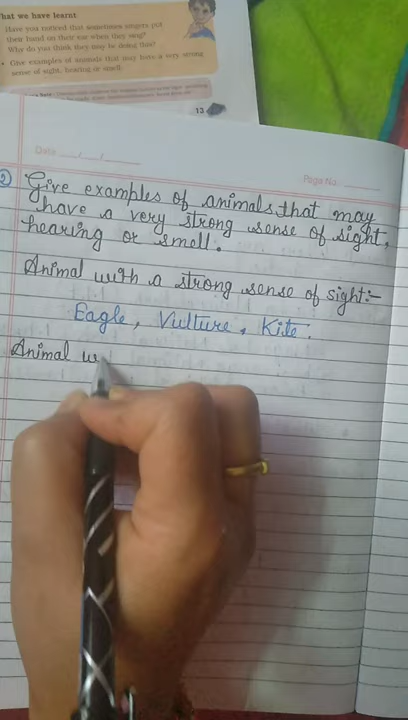 hat we have learnt
Have you noticed that sometimes singers put
their hand on their ear when they sing?
Why do you think they may be doing this?
• Give examples of animals that may have a very strong
sense of sight, hearing or smell.
13
Date
Page No.
2 Give examples of animals that may
have a very strong sense of sight,
hearing or smell.
Animal with a strong sense of sight:-
Eagle, Vulture, Kite.
Animal w